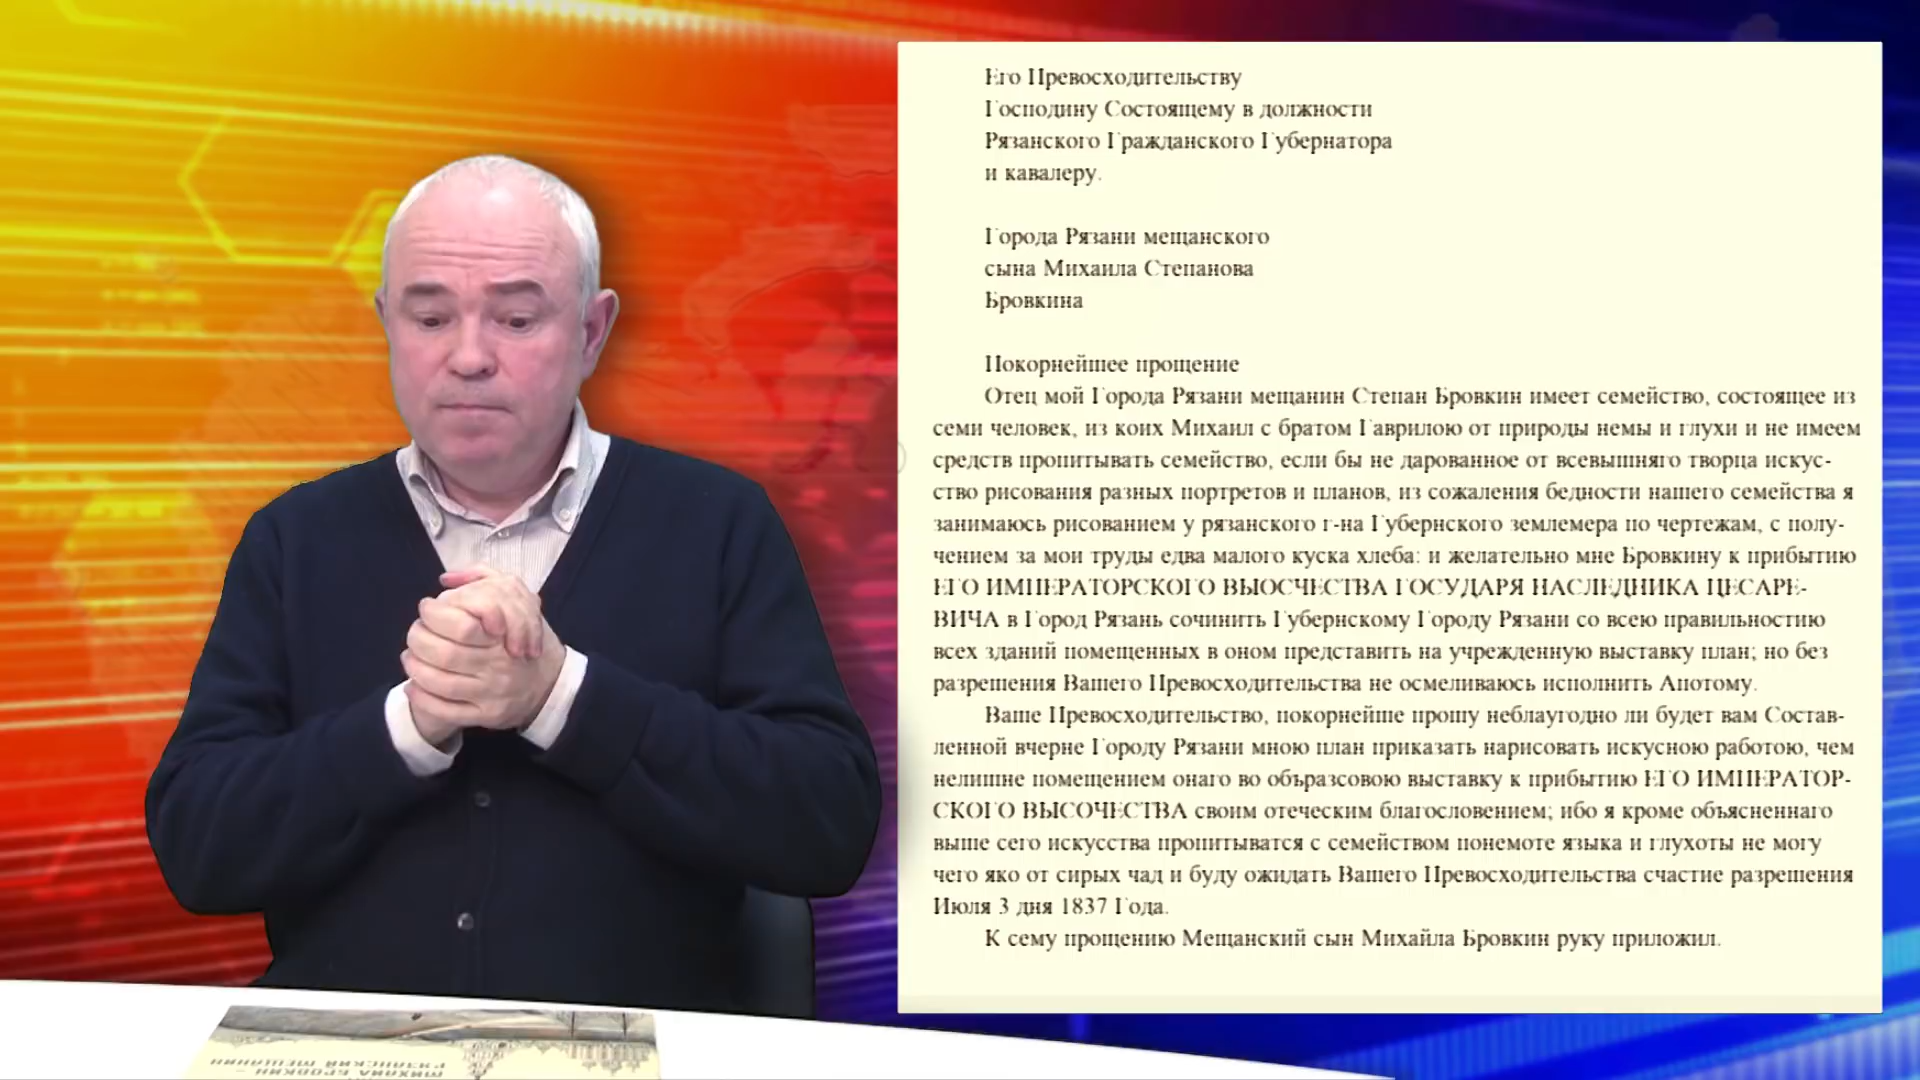 Его Превосходительству
Господину Состоящему в должности
Рязанского Гражданского Губернатора
и кавалеру.
Города Рязани мещанского
сына Михаила Степанова
Бровкина
Покорнейшее прощение
Отец мой Города Рязани мещанин Степан Бровкин имеет семейство, состоящее из
семи человек, из коих Михаил с братом Гаврилою от природы немы и глухи и не имеем
средств пропитывать семейство, если бы не дарованное от всевышняго творца искус-
ство рисования разных портретов и планов, из сожаления бедности нашего семейства я
занимаюсь рисованием у рязанского г-на Губернского землемера по чертежам, с полу-
чением за мои труды едва малого куска хлеба: и желательно мне Бровкину к прибытию
ЕГО ИМПЕРАТОРСКОГО ВЫОСЧЕСТВА ГОСУДАРЯ НАСЛЕДНИКА ЦЕСАРЕ-
ВИЧА в Город Рязань сочинить Губернскому Городу Рязани со всею правильностию
всех зданий помещенных в оном представить на учрежденную выставку план; но без
разрешения Вашего Превосходительства не осмеливаюсь исполнить Апотому.
Ваше Превосходительство, покорнейше прошу неблаугодно ли будет вам Состав-
ленной вчерне Городу Рязани мною план приказать нарисовать искусною работою, чем
нелишне помещением онаго во объразсовою выставку к прибытию ЕГО ИМПЕРАТОР-
СКОГО ВЫСОЧЕСТВА своим отеческим благословением; ибо я кроме объясненнаго
выше сего искусства пропитыватся с семейством понемоте языка и глухоты не могу
чего яко от сирых чад и буду ожидать Вашего Превосходительства счастие разрешения
Июля 3 дня 1837 Года.
К сему прощению Мещанский сын Михайла Бровкин руку приложил.
МИХАИЛ БРОВКИН –
РЯЗАНСКИЙ МЕЩАНИН